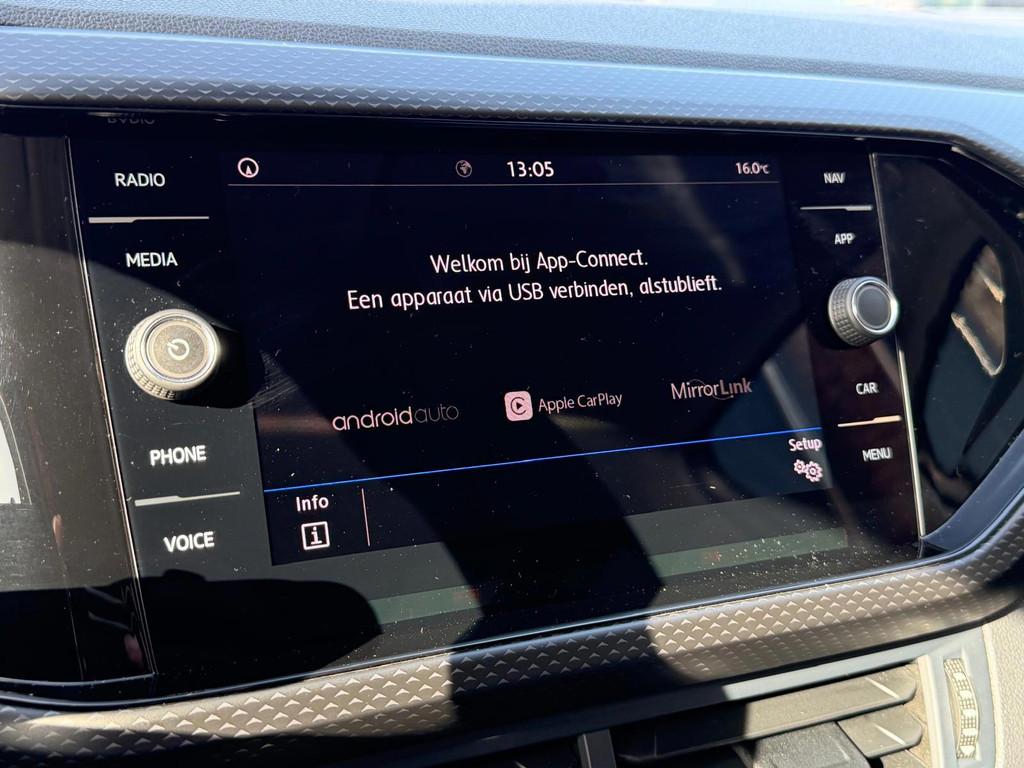 RADIO
MEDIA
PHONE
VOICE
13:05
16.0°C
Welkom bij App-Connect.
Een apparaat via USB verbinden, alstublieft.
androidauto
Apple CarPlay
MirrorLink
Setup
Info
i
NAV
APP
CAR
MENU